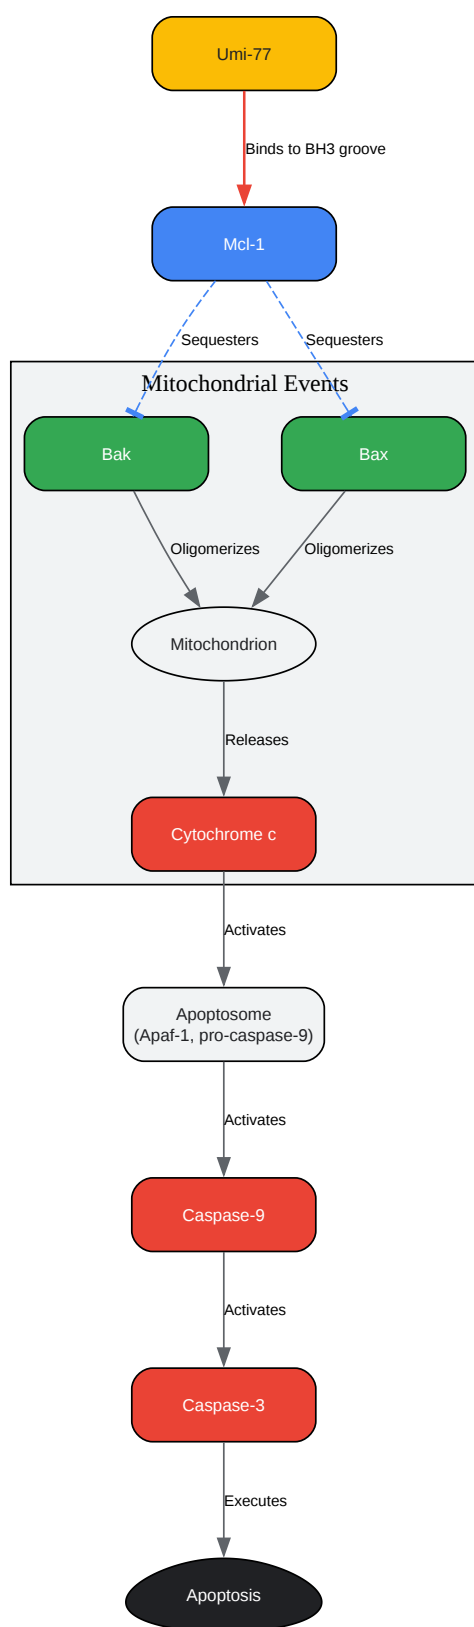 Umi-77
Binds to BH3 groove
Mcl-1
Sequesters
Sequesters
Mitochondrial Events
Bak
Bax
Oligomerizes
Oligomerizes
Mitochondrion
Releases
Cytochrome c
Activates
Apoptosome
(Apaf-1, pro-caspase-9)
Activates
Caspase-9
Activates
Caspase-3
Executes
Apoptosis